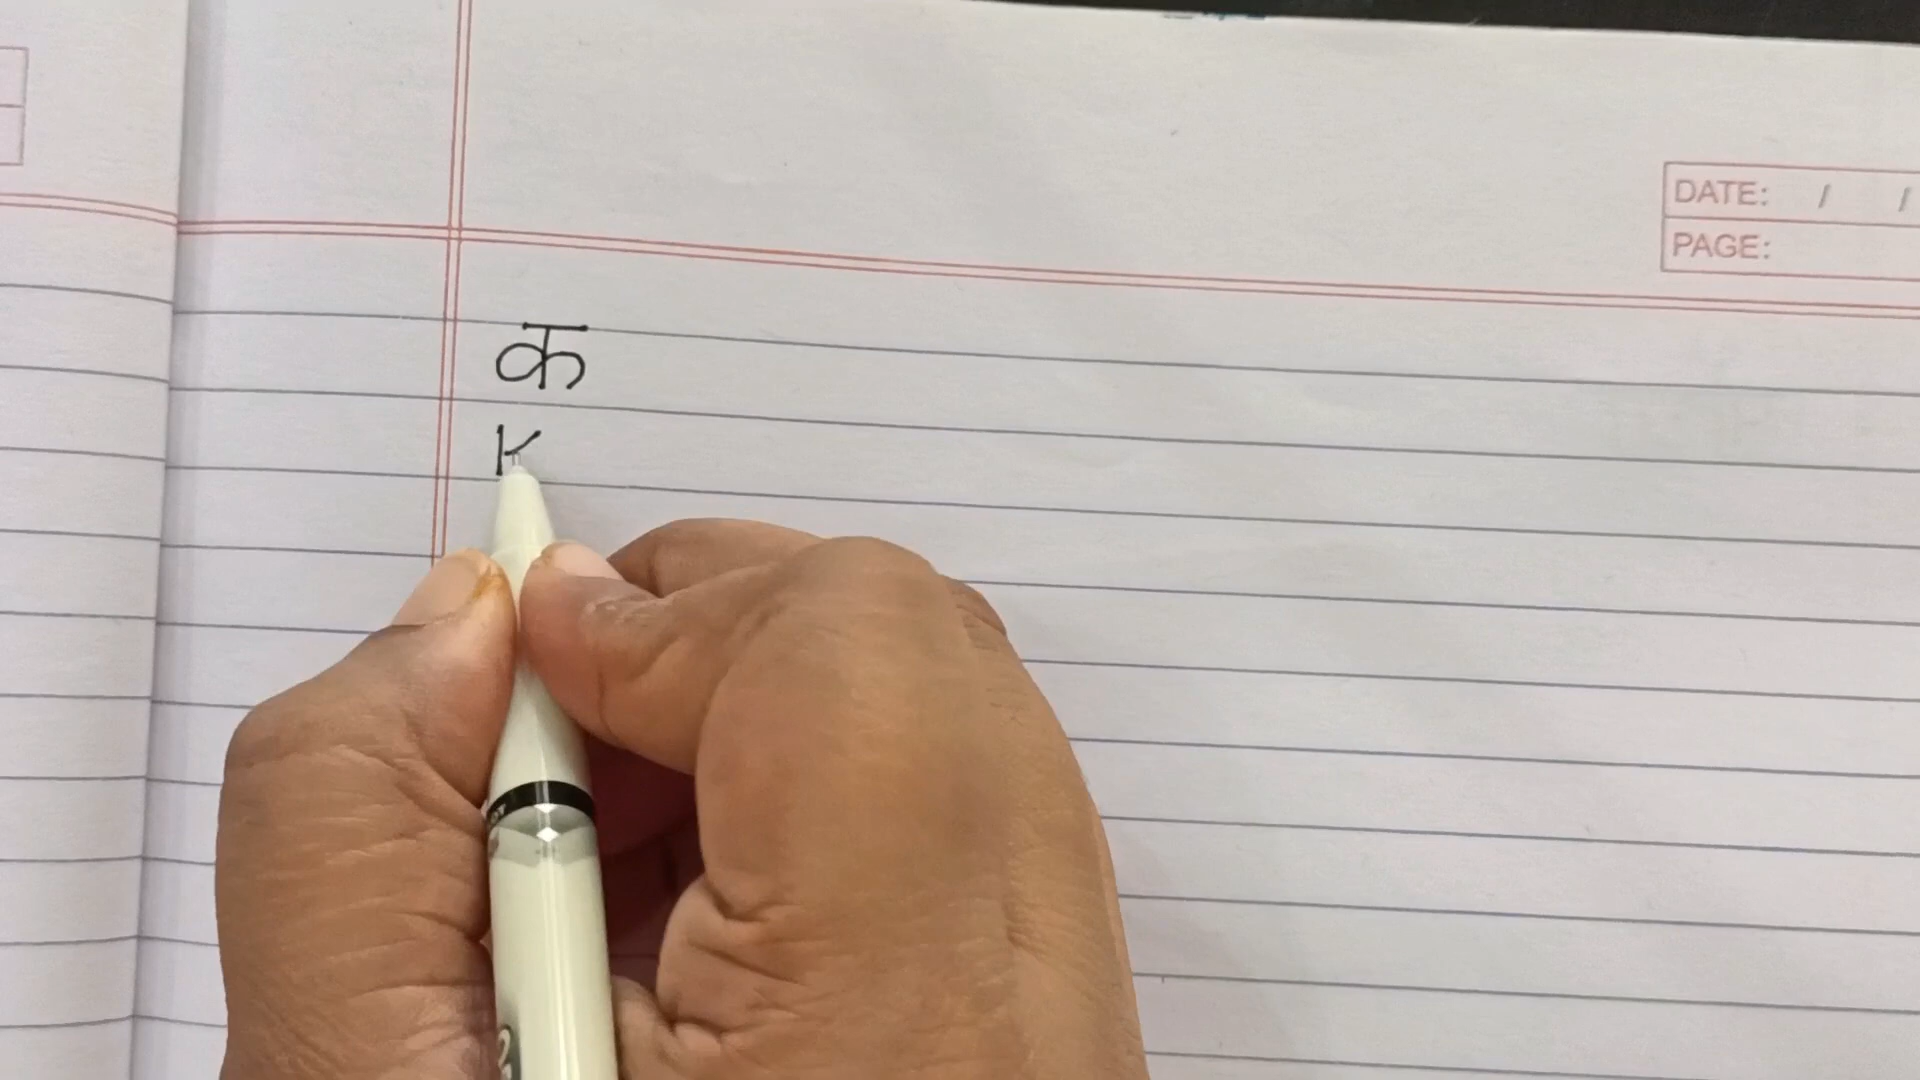 DATE: / /
PAGE:
क
K